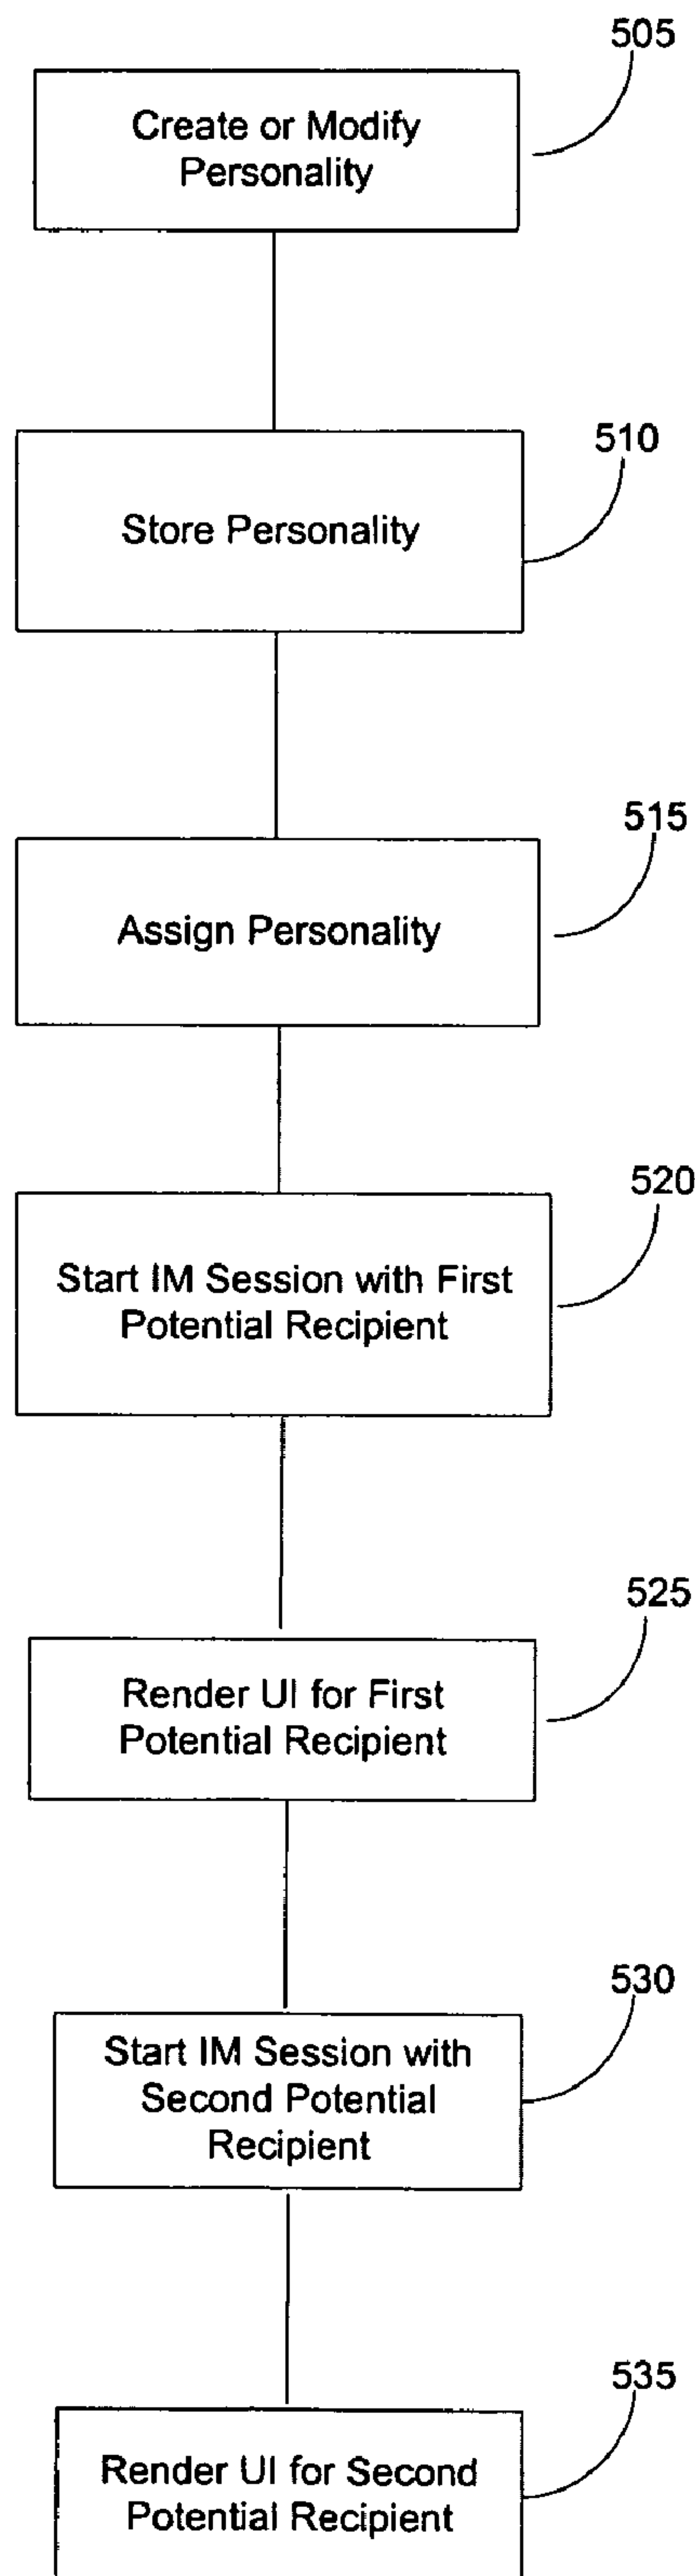 505
Create or Modify
Personality
510
Store Personality
515
Assign Personality
520
Start IM Session with First
Potential Recipient
525
Render UI for First
Potential Recipient
530
Start IM Session with
Second Potential
Recipient
535
Render UI for Second
Potential Recipient